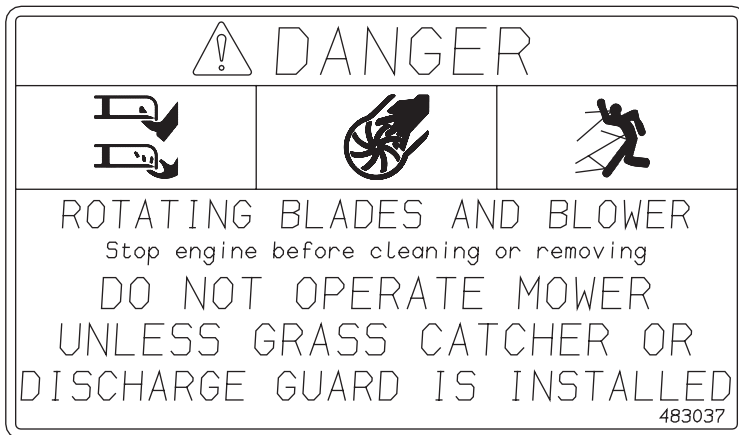 DANGER
ROTATING BLADES AND BLOWER
Stop engine before cleaning or removing
DO NOT OPERATE MOWER
UNLESS GRASS CATCHER OR
DISCHARGE GUARD IS INSTALLED
483037